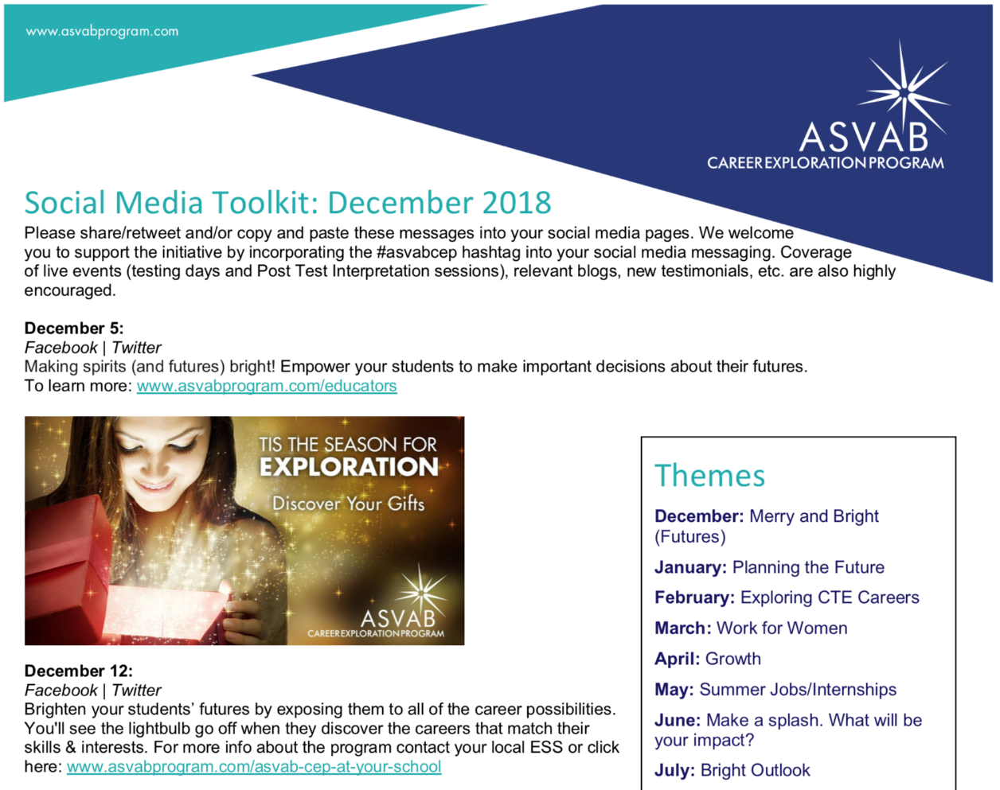 www.asvabprogram.com
ASVAB
CAREER EXPLORATION PROGRAM
Social Media Toolkit: December 2018
Please share/retweet and/or copy and paste these messages into your social media pages. We welcome
you to support the initiative by incorporating the #asvabcep hashtag into your social media messaging. Coverage
of live events (testing days and Post Test Interpretation sessions), relevant blogs, new testimonials, etc. are also highly
encouraged.
December 5:
Facebook | Twitter
Making spirits (and futures) bright! Empower your students to make important decisions about their futures.
To learn more: www.asvabprogram.com/educators
TIS THE SEASON FOR
EXPLORATION
Discover Your Gifts
ASVAB
CAREER EXPLORATION PROGRAM
December 12:
Facebook | Twitter
Brighten your students’ futures by exposing them to all of the career possibilities.
You'll see the lightbulb go off when they discover the careers that match their
skills & interests. For more info about the program contact your local ESS or click
here: www.asvabprogram.com/asvab-cep-at-your-school
Themes
December: Merry and Bright
(Futures)
January: Planning the Future
February: Exploring CTE Careers
March: Work for Women
April: Growth
May: Summer Jobs/Internships
June: Make a splash. What will be
your impact?
July: Bright Outlook